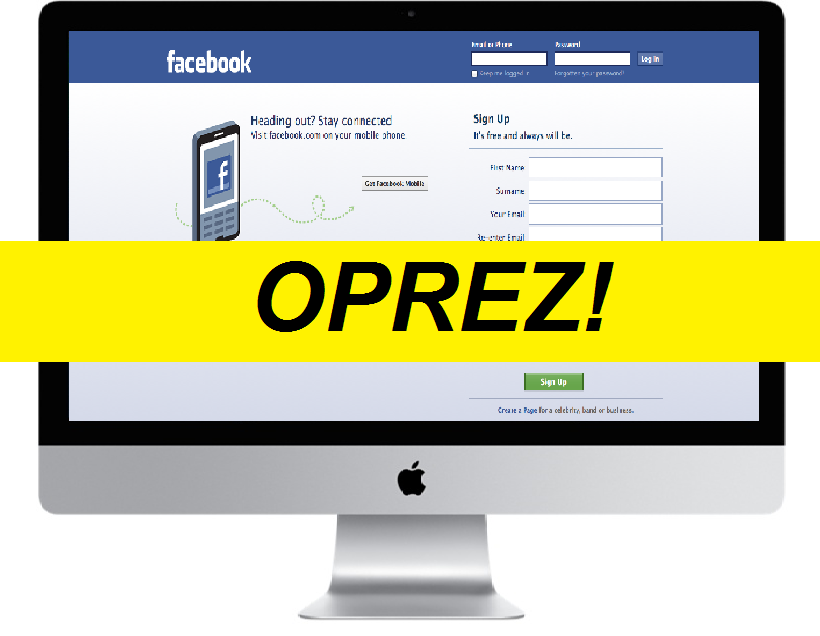 facebook
Email or Phone
Password
Log In
Keep me logged in
Forgotten your password?
Heading out? Stay connected
Visit facebook.com on your mobile phone
Get Facebook Mobile
f
Sign Up
It's free and always will be.
First Name
Surname
Your Email
Re-enter Email
OPREZ!
Sign Up
Create a Page for a celebrity, band or business.